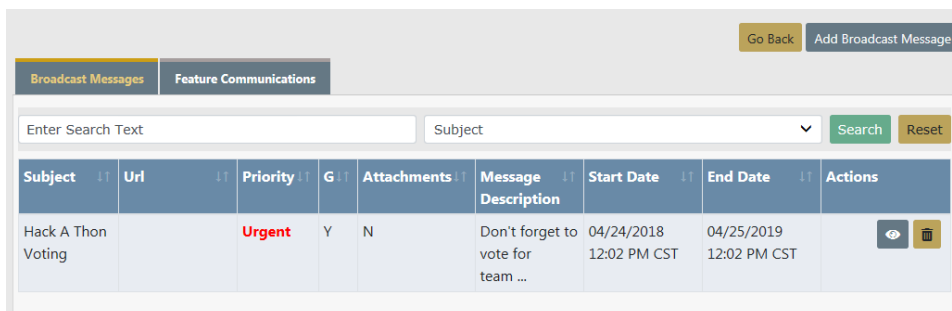 Go Back Add Broadcast Message
Broadcast Messages Feature Communications
Enter Search Text Subject Search Reset
Subject Url Priority G Attachments Message Description Start Date End Date Actions
Hack A Thon Voting Urgent Y N Don't forget to vote for team ... 04/24/2018 12:02 PM CST 04/25/2019 12:02 PM CST